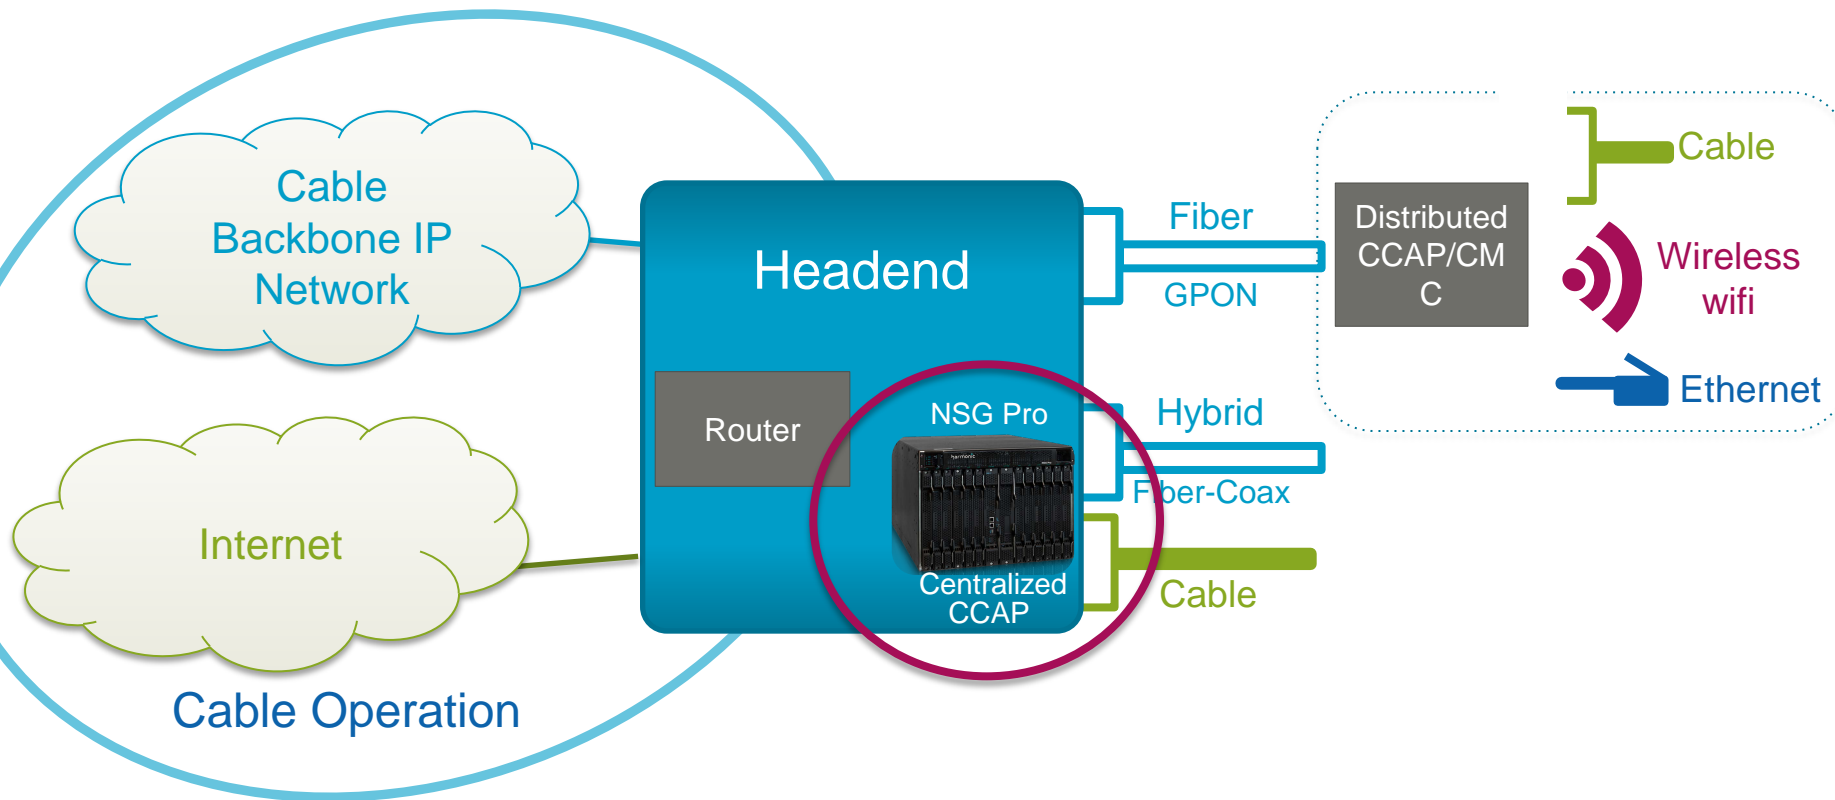 Cable
Backbone IP
Network
Internet
Cable Operation
Headend
Router
NSG Pro
harmonic
Centralized
CCAP
Fiber
GPON
Hybrid
Fiber-Coax
Cable
Distributed
CCAP/CM
C
Cable
Wireless
wifi
Ethernet